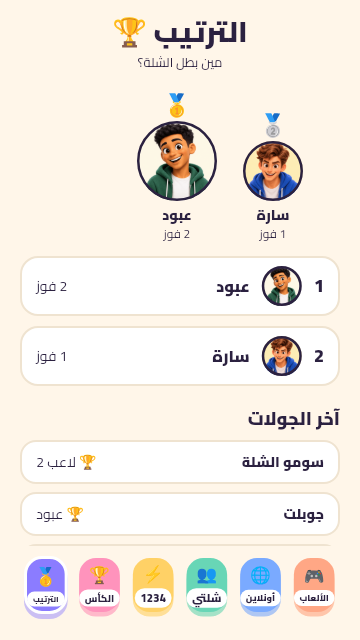 الترتيب 🏆
مين بطل الشلة؟
🥇
🥈
سارة
عبود
1 فوز
2 فوز
1 عبود 2 فوز
2 سارة 1 فوز
آخر الجولات
سومو الشلة 🏆 لاعب 2
جوبلت 🏆 عبود
الألعاب
أونلاين
شلتي
1234
الكأس
الترتيب